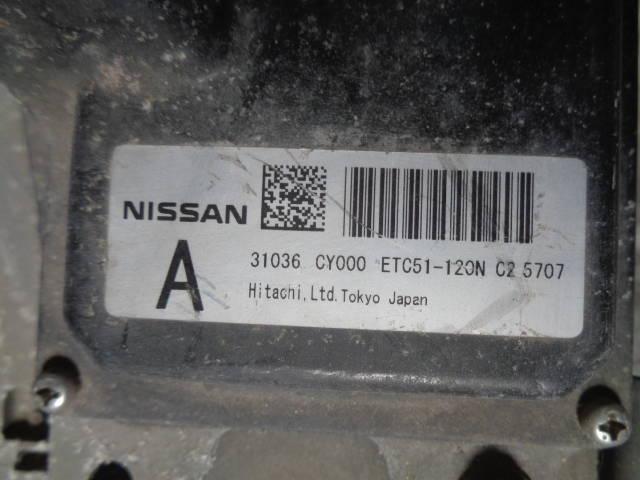 NISSAN
A
31036 CY000 ETC51-120N C2 5707
Hitachi,Ltd.Tokyo Japan